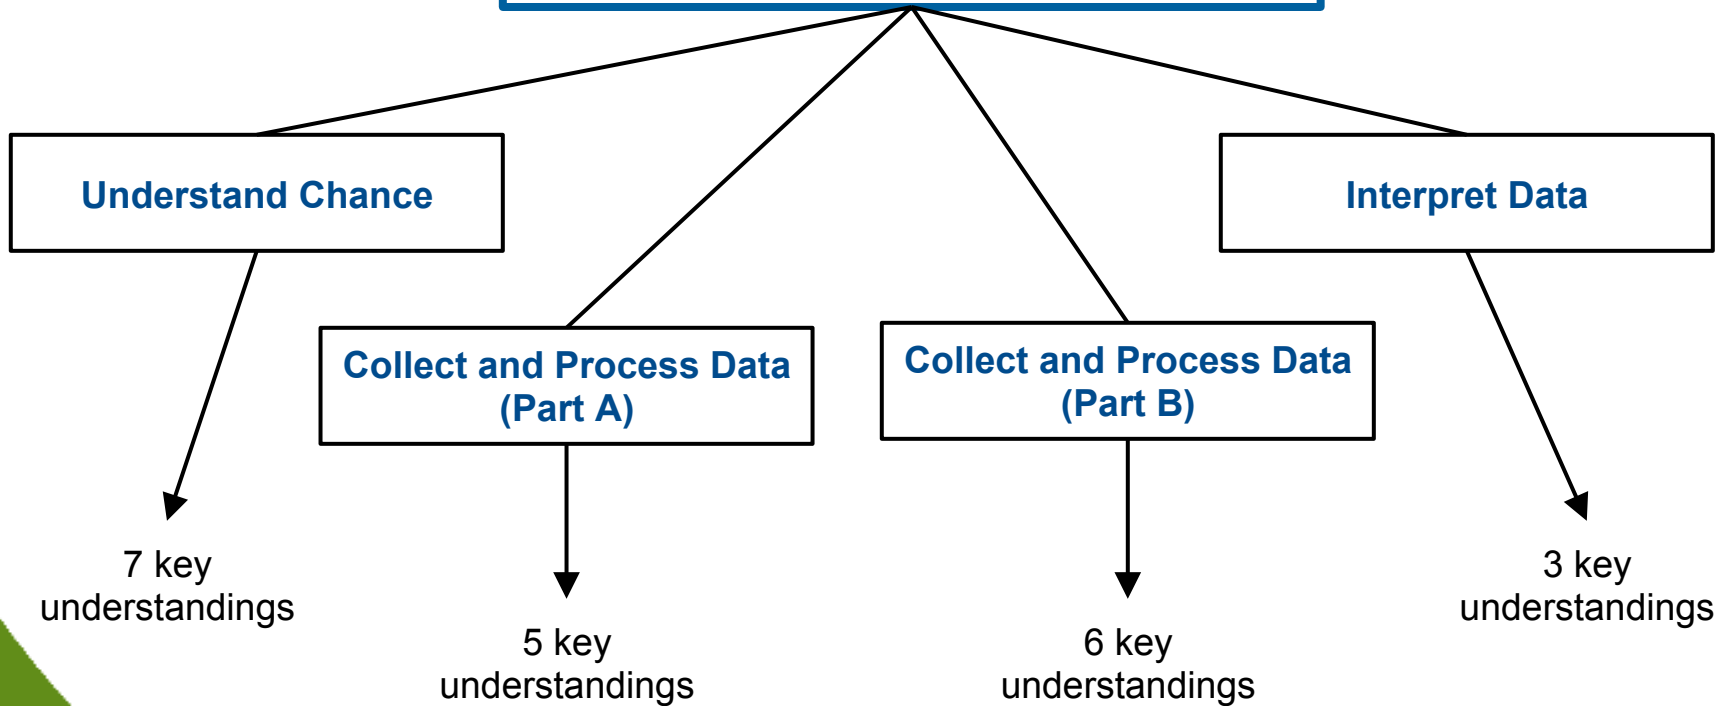 Understand Chance
Interpret Data
Collect and Process Data
(Part A)
Collect and Process Data
(Part B)
7 key
understandings
5 key
understandings
6 key
understandings
3 key
understandings